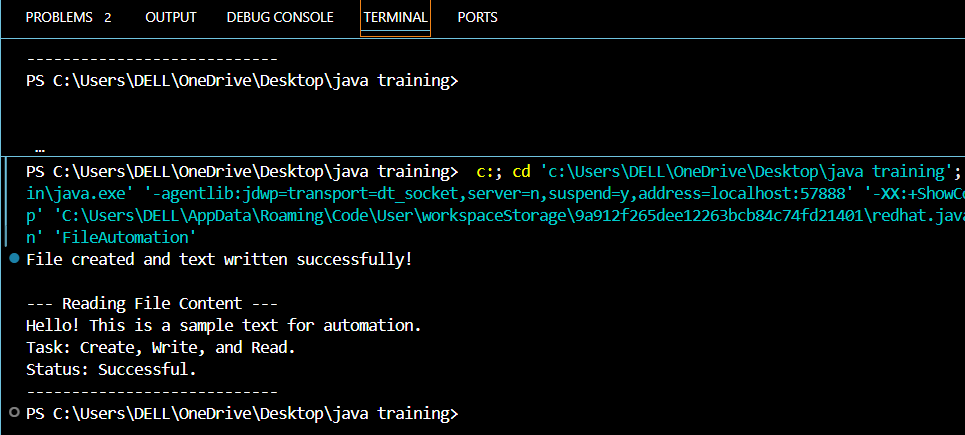 PROBLEMS 2 OUTPUT DEBUG CONSOLE TERMINAL PORTS
----------------------------
PS C:\Users\DELL\OneDrive\Desktop\java training>
…
PS C:\Users\DELL\OneDrive\Desktop\java training>  c:; cd 'c:\Users\DELL\OneDrive\Desktop\java training';
in\java.exe' '-agentlib:jdwp=transport=dt_socket,server=n,suspend=y,address=localhost:57888' '-XX:+ShowCo
p' 'C:\Users\DELL\AppData\Roaming\Code\User\workspaceStorage\9a912f265dee12263bcb84c74fd21401\redhat.java
n' 'FileAutomation'
File created and text written successfully!
--- Reading File Content ---
Hello! This is a sample text for automation.
Task: Create, Write, and Read.
Status: Successful.
----------------------------
PS C:\Users\DELL\OneDrive\Desktop\java training>